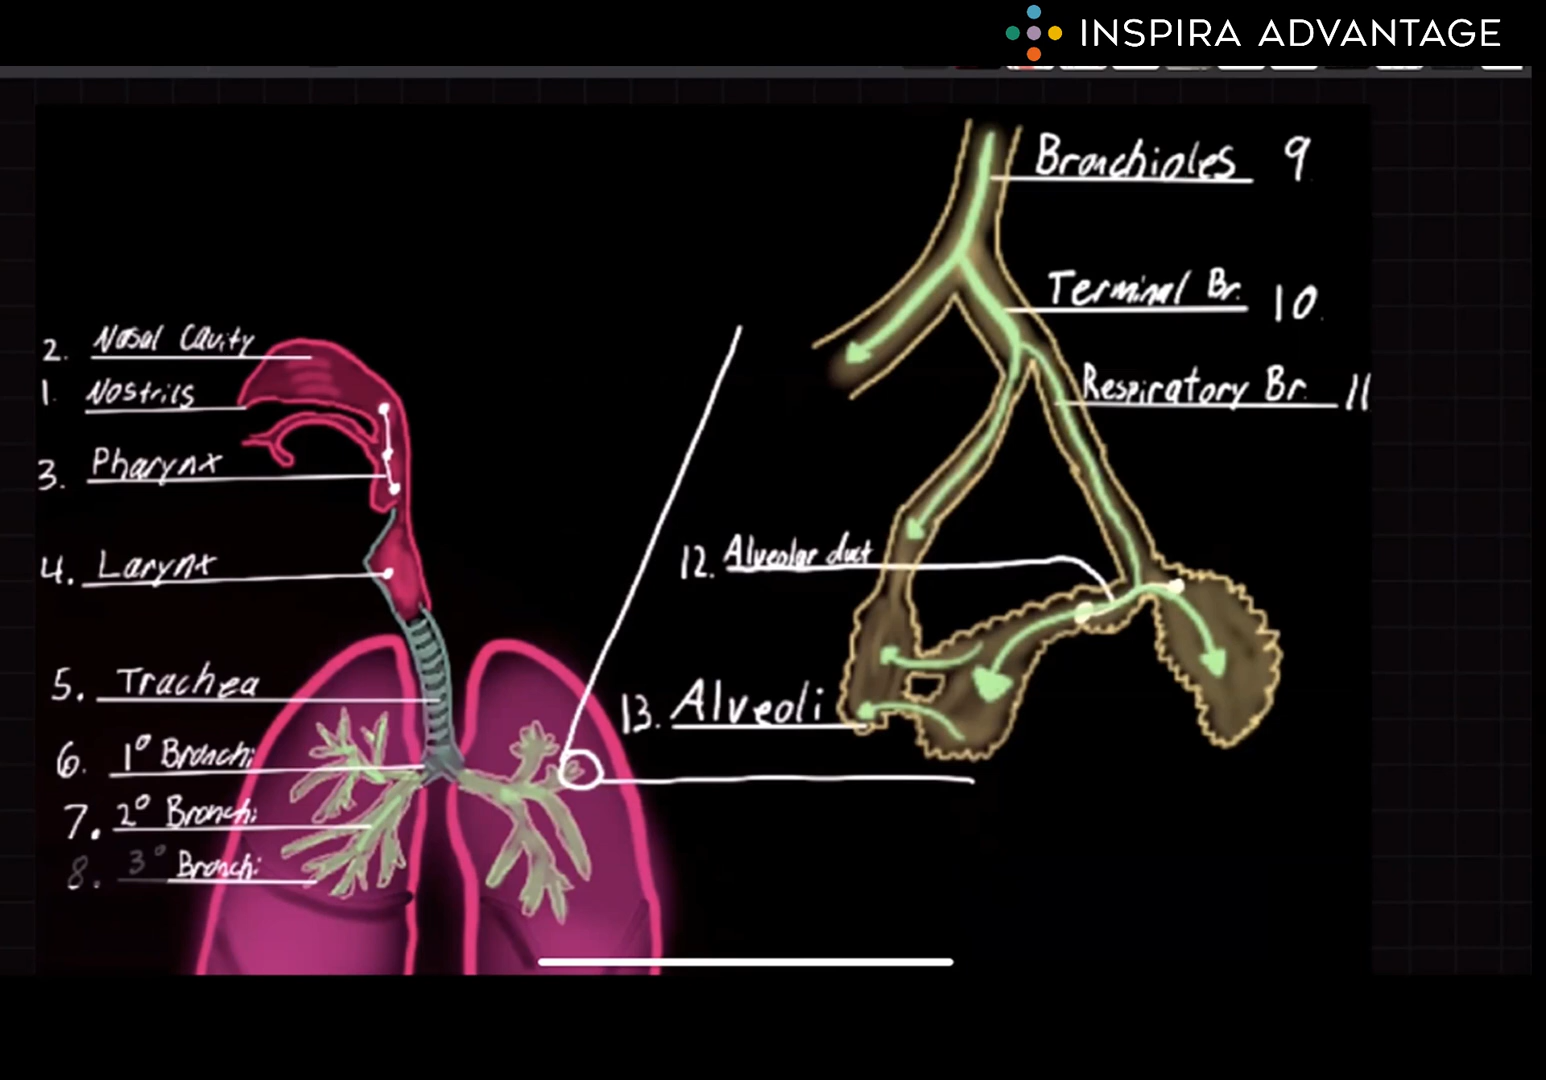 INSPIRA ADVANTAGE
Bronchioles 9
Terminal Br. 10
Respiratory Br. 11
2. Nasal Cavity
1. Nostrils
3. Pharynx
4. Larynx
12. Alveolar duct
5. Trachea
13. Alveoli
6. 1° Bronchi
7. 2° Bronchi
8. 3° Bronchi